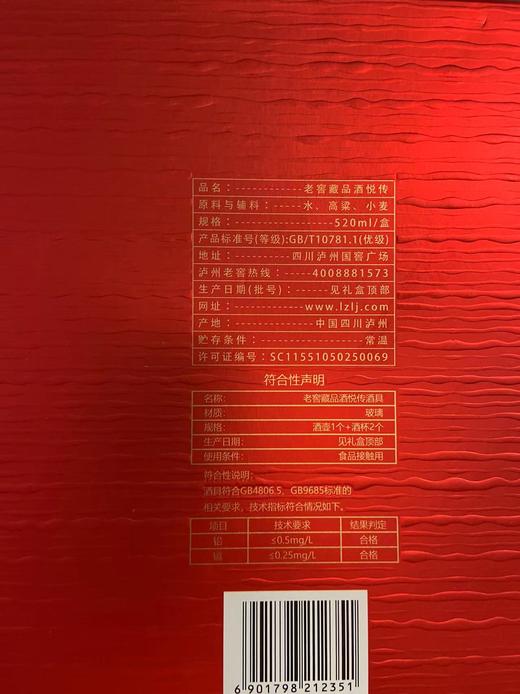 品名：------------老窖藏品酒悦传
原料与辅料：-----水、高粱、小麦
规格：---------------520ml/盒
产品标准号(等级):GB/T10781.1(优级)
地址：--------四川泸州国窖广场
泸州老窖热线：-----4008881573
生产日期(批号)：------见礼盒顶部
网址：------------www.lzlj.com
产地：-----------中国四川泸州
贮存条件：----------------常温
许可证编号：SC11551050250069
符合性声明
名称： 老窖藏品酒悦传酒具
材质： 玻璃
规格： 酒壶1个+酒杯2个
生产日期： 见礼盒顶部
使用条件： 食品接触用
符合性说明：
酒具符合GB4806.5，GB9685标准的
相关要求，技术指标符合情况如下。
项目 技术要求 结果判定
铅 ≤0.5mg/L 合格
镉 ≤0.25mg/L 合格
6 901798 212351